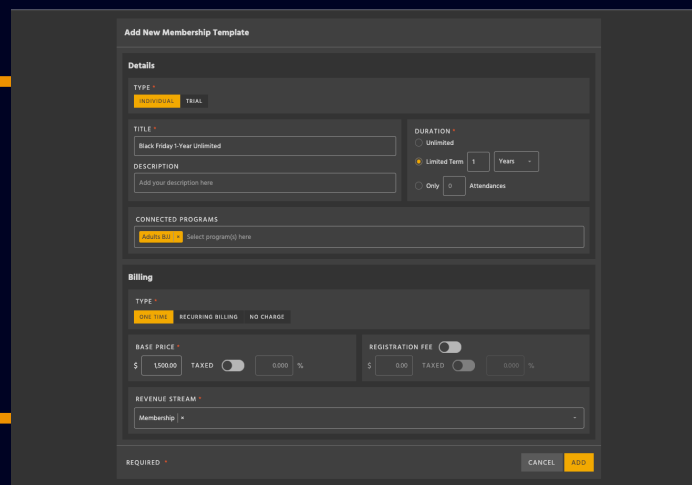 Add New Membership Template
Details
TYPE *
INDIVIDUAL TRIAL
TITLE *
Black Friday 1-Year Unlimited
DESCRIPTION
Add your description here
DURATION *
Unlimited
Limited Term 1 Years
Only 0 Attendances
CONNECTED PROGRAMS
Adults BJJ × Select program(s) here
Billing
TYPE *
ONE TIME RECURRING BILLING NO CHARGE
BASE PRICE *
$ 1,500.00 TAXED 0.000 %
REGISTRATION FEE
$ 0.00 TAXED 0.000 %
REVENUE STREAM *
Membership ×
REQUIRED *
CANCEL ADD